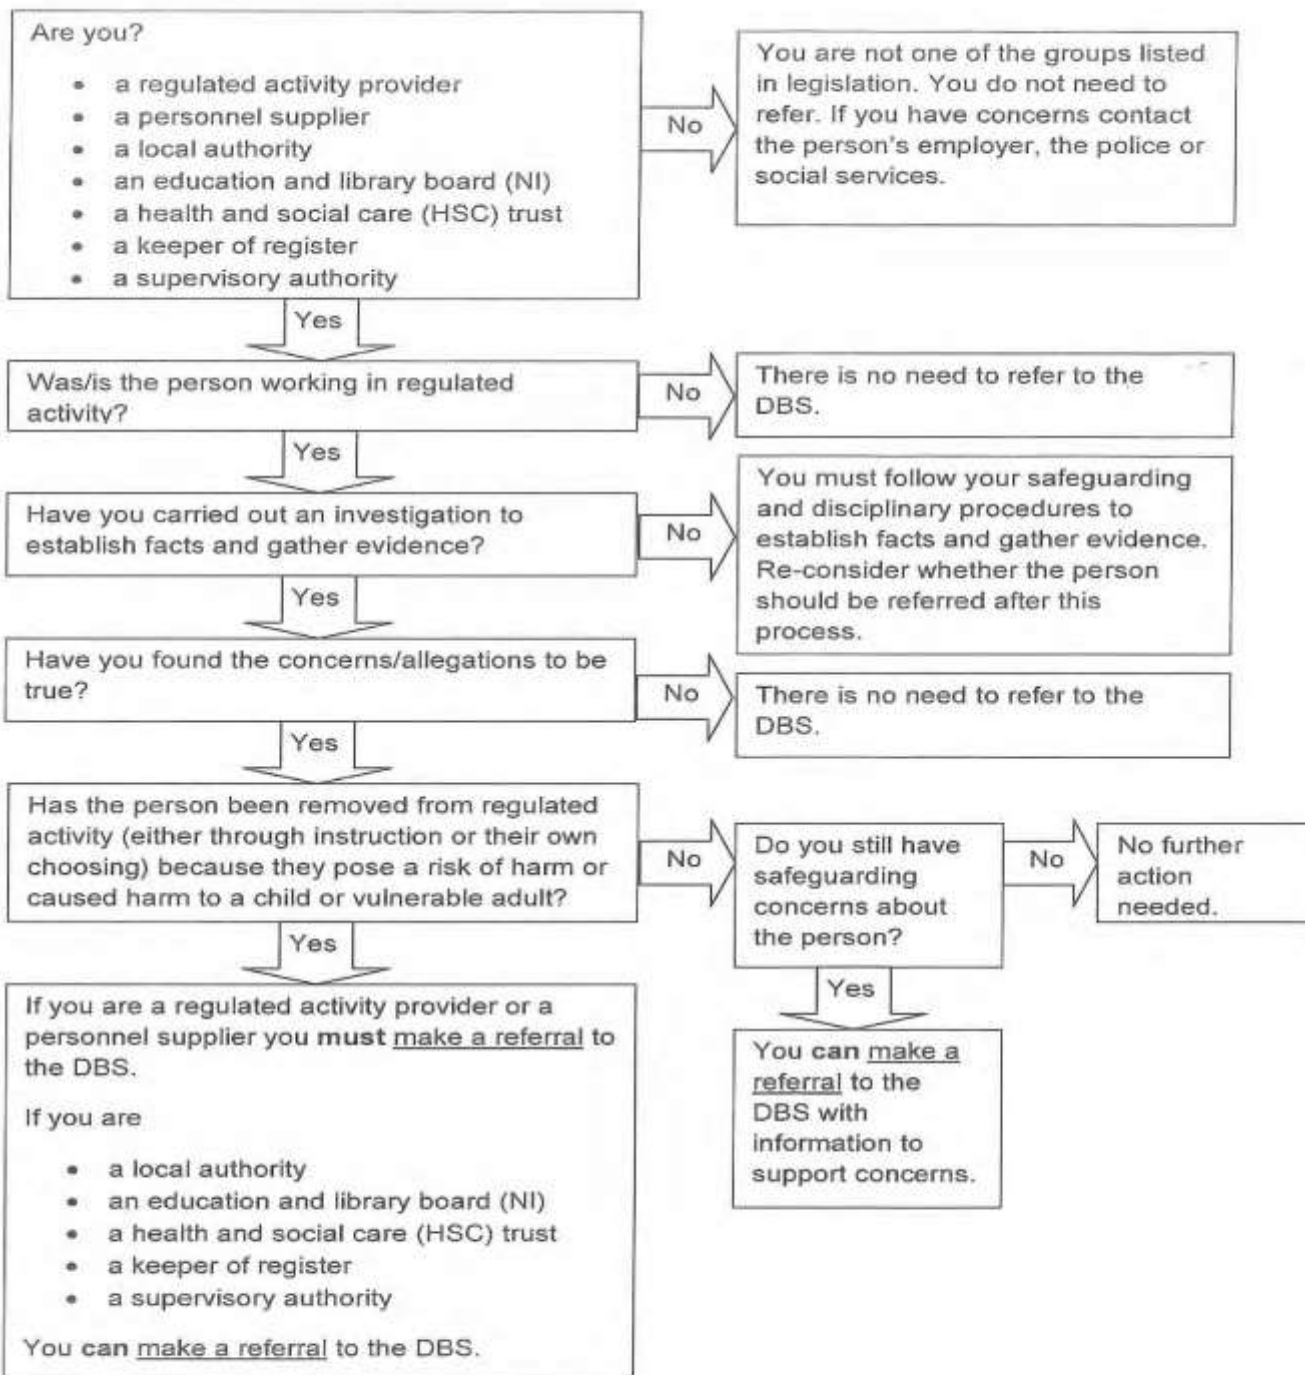 Are you?
• a regulated activity provider
• a personnel supplier
• a local authority
• an education and library board (NI)
• a health and social care (HSC) trust
• a keeper of register
• a supervisory authority
No
You are not one of the groups listed
in legislation. You do not need to
refer. If you have concerns contact
the person's employer, the police or
social services.
Yes
Was/is the person working in regulated
activity?
No
There is no need to refer to the
DBS.
Yes
Have you carried out an investigation to
establish facts and gather evidence?
No
You must follow your safeguarding
and disciplinary procedures to
establish facts and gather evidence.
Re-consider whether the person
should be referred after this
process.
Yes
Have you found the concerns/allegations to be
true?
No
There is no need to refer to the
DBS.
Yes
Has the person been removed from regulated
activity (either through instruction or their own
choosing) because they pose a risk of harm or
caused harm to a child or vulnerable adult?
No
Do you still have
safeguarding
concerns about
the person?
No
No further
action
needed.
Yes
You can make a
referral to the
DBS with
information to
support concerns.
Yes
If you are a regulated activity provider or a
personnel supplier you must make a referral to
the DBS.
If you are
• a local authority
• an education and library board (NI)
• a health and social care (HSC) trust
• a keeper of register
• a supervisory authority
You can make a referral to the DBS.